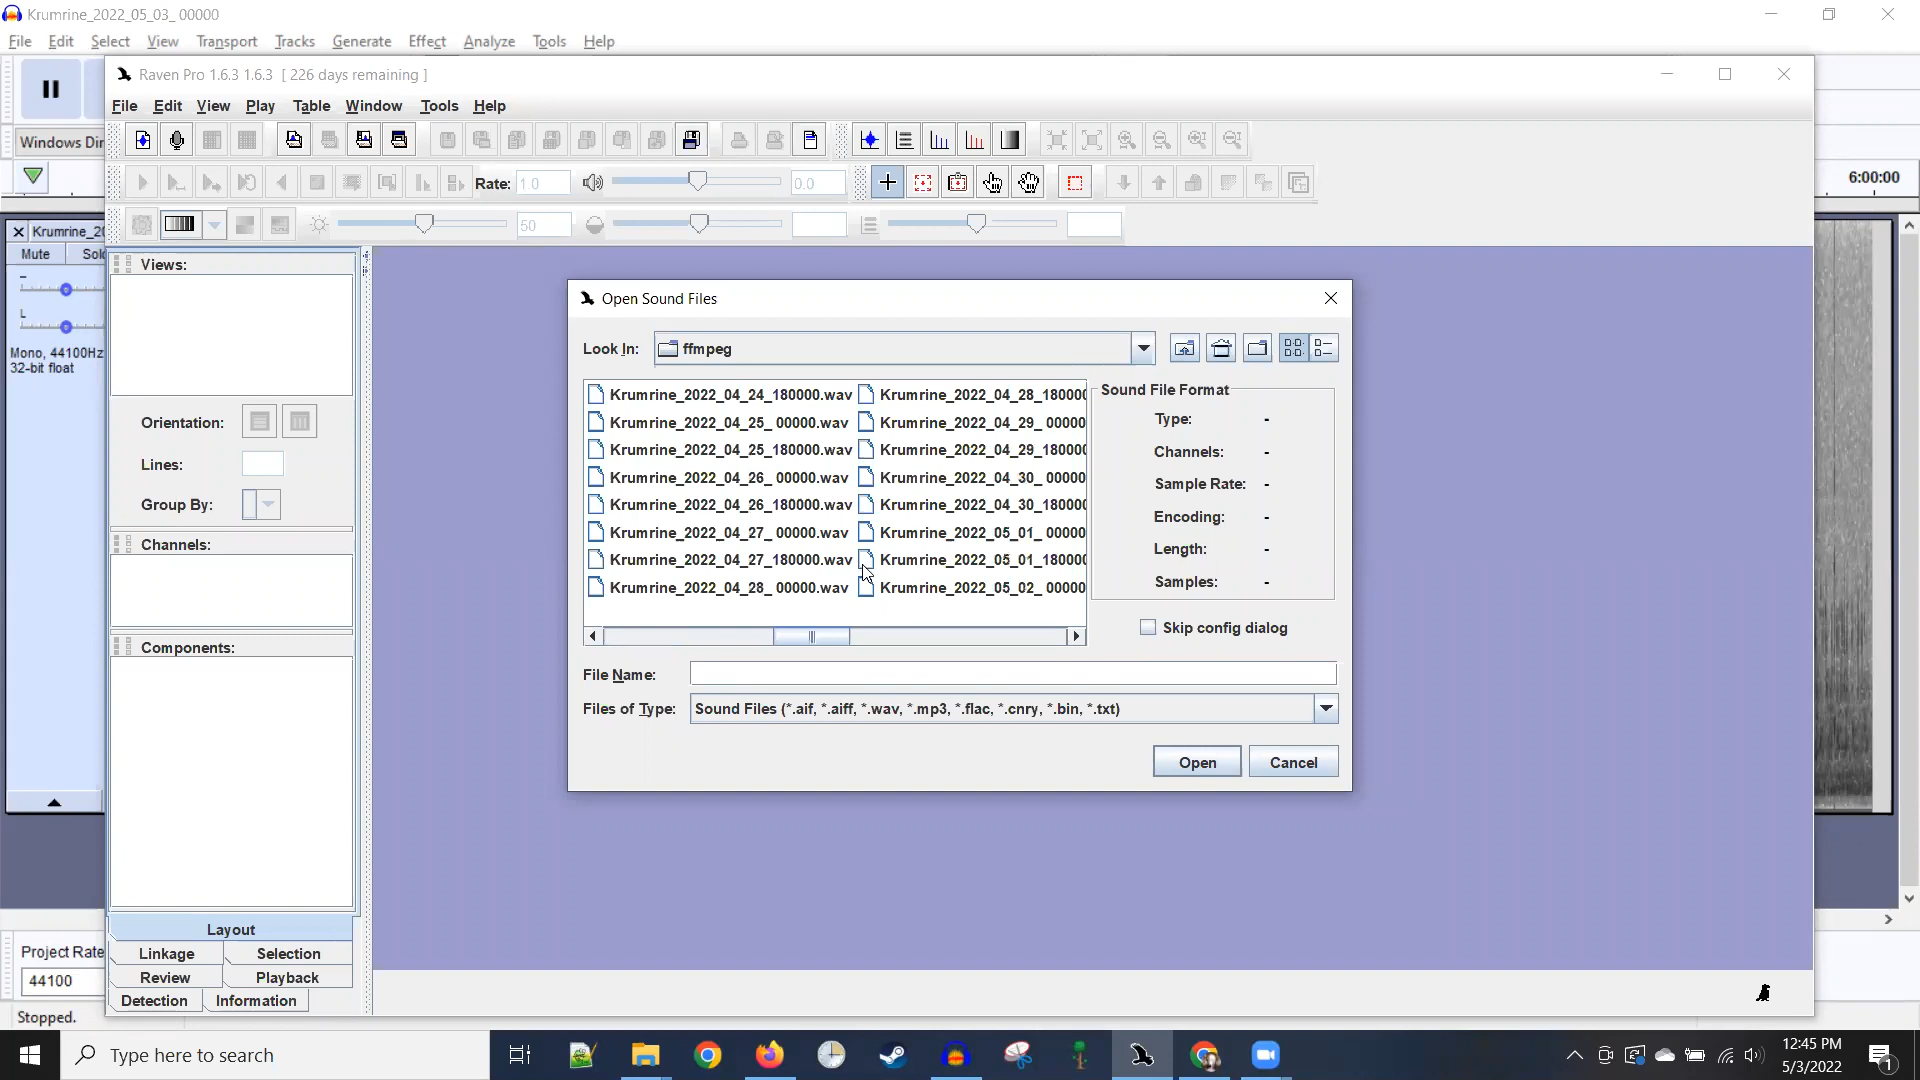 Krumrine_2022_05_03_ 00000
File Edit Select View Transport Tracks Generate Effect Analyze Tools Help
Raven Pro 1.6.3 1.6.3 [ 226 days remaining ]
File Edit View Play Table Window Tools Help
Windows Dir
Rate: 1.0 0.0
6:00:00
50
Krumrine_20
Mute Solo
Views:
L
Mono, 44100Hz
32-bit float
Orientation:
Lines:
Group By:
Channels:
Components:
Open Sound Files
Look In: ffmpeg
Krumrine_2022_04_24_180000.wav Krumrine_2022_04_28_180000
Krumrine_2022_04_25_ 00000.wav Krumrine_2022_04_29_ 00000
Krumrine_2022_04_25_180000.wav Krumrine_2022_04_29_180000
Krumrine_2022_04_26_ 00000.wav Krumrine_2022_04_30_ 00000
Krumrine_2022_04_26_180000.wav Krumrine_2022_04_30_180000
Krumrine_2022_04_27_ 00000.wav Krumrine_2022_05_01_ 00000
Krumrine_2022_04_27_180000.wav Krumrine_2022_05_01_180000
Krumrine_2022_04_28_ 00000.wav Krumrine_2022_05_02_ 00000
Sound File Format
Type: -
Channels: -
Sample Rate: -
Encoding: -
Length: -
Samples: -
Skip config dialog
File Name:
Files of Type: Sound Files (*.aif, *.aiff, *.wav, *.mp3, *.flac, *.cnry, *.bin, *.txt)
Open Cancel
Layout
Linkage Selection
Review Playback
Detection Information
Project Rate
44100
Stopped.
Type here to search
12:45 PM
5/3/2022
1